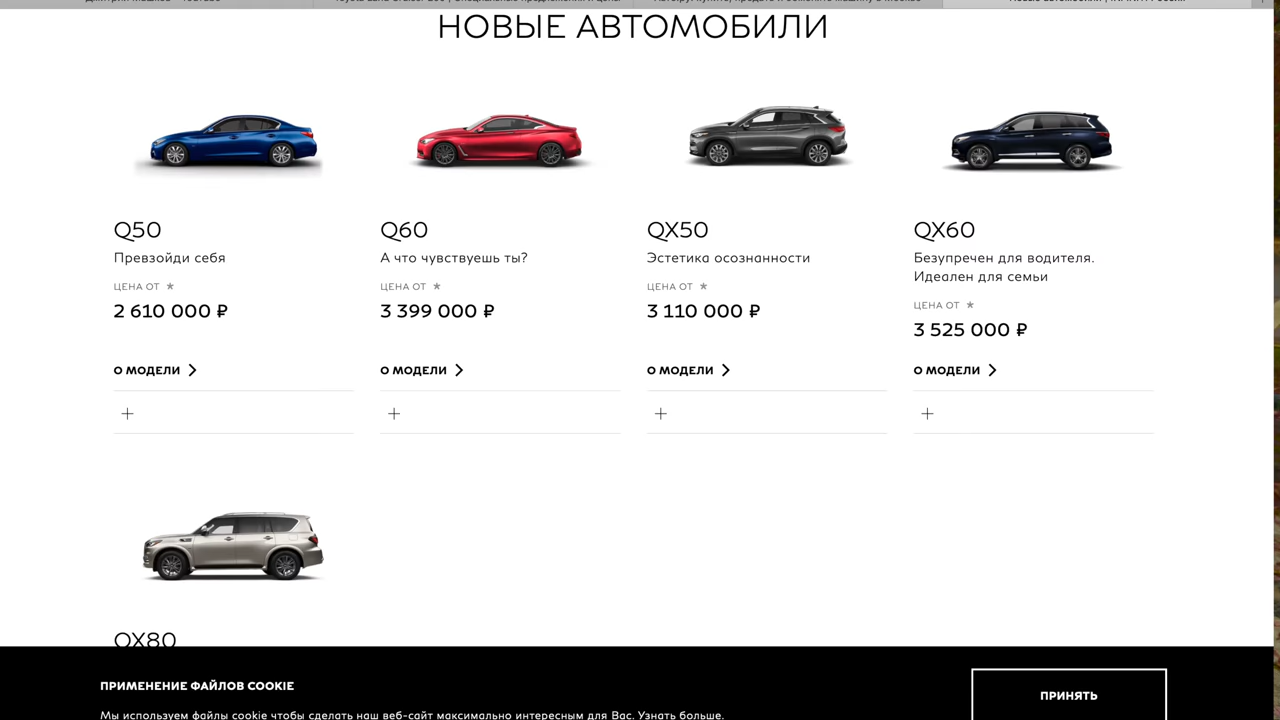 НОВЫЕ АВТОМОБИЛИ
Q50
Превзойди себя
ЦЕНА ОТ *
2 610 000 ₽
О МОДЕЛИ
Q60
А что чувствуешь ты?
ЦЕНА ОТ *
3 399 000 ₽
О МОДЕЛИ
QX50
Эстетика осознанности
ЦЕНА ОТ *
3 110 000 ₽
О МОДЕЛИ
QX60
Безупречен для водителя.
Идеален для семьи
ЦЕНА ОТ *
3 525 000 ₽
О МОДЕЛИ
QX80
ПРИМЕНЕНИЕ ФАЙЛОВ COOKIE
Мы используем файлы cookie чтобы сделать наш веб-сайт максимально интересным для Вас. Узнать больше.
ПРИНЯТЬ